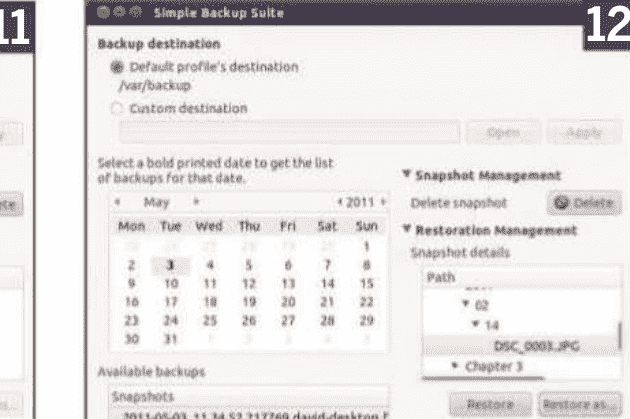 11
12
Simple Backup Suite
Backup destination
Default profile's destination
/var/backup
Custom destination
Open
Apply
Select a bold printed date to get the list
of backups for that date.
May
2011
Mon Tue Wed Thu Fri Sat Sun
1
2 3 4 5 6 7 8
9 10 11 12 13 14 15
16 17 18 19 20 21 22
23 24 25 26 27 28 29
30 31
Available backups
Snapshots
Snapshot Management
Delete snapshot
Delete
Restoration Management
Snapshot details
Path
02
14
DSC_0003.JPG
Chapter 3
Restore
Restore as...